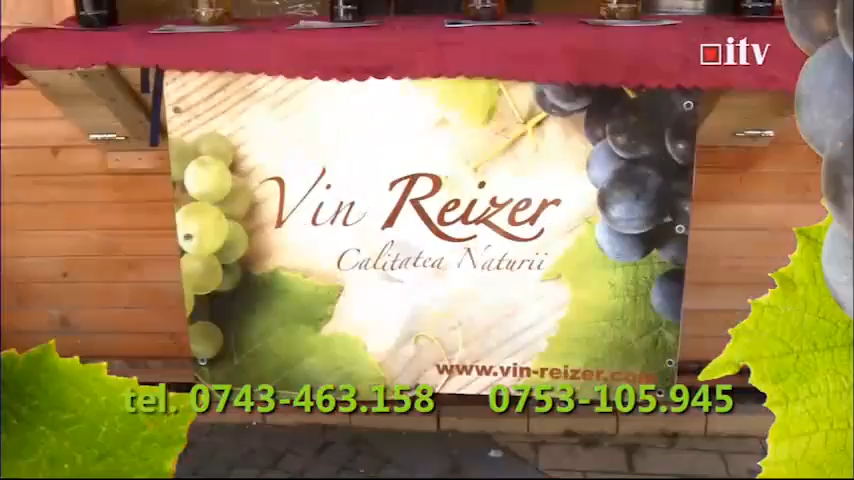 itv
Vin Reizer
Calitatea Naturii
www.vin-reizer.com
tel. 0743-463.158 0753-105.945